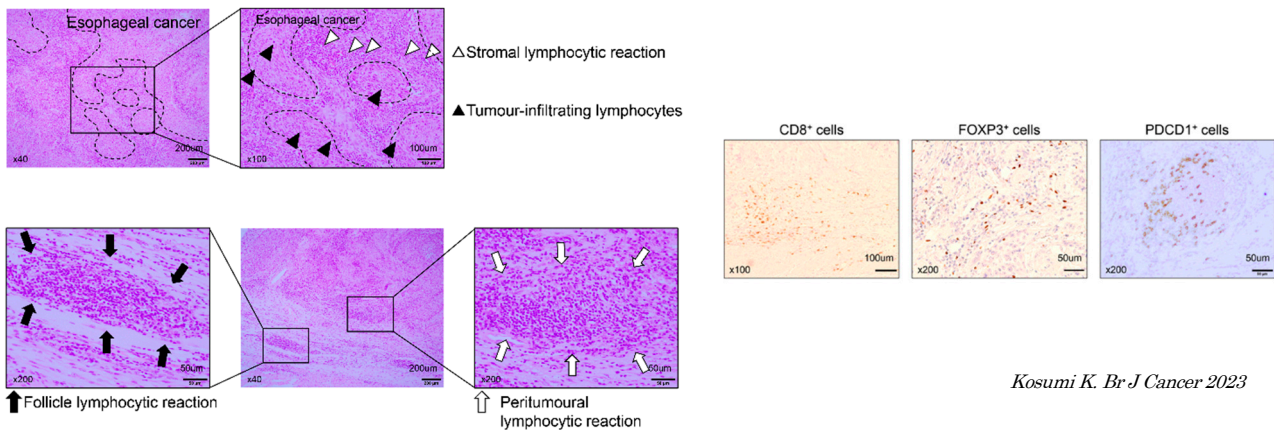 Esophageal cancer
x40
200um
Esophageal cancer
x100
100um
△Stromal lymphocytic reaction
▲Tumour-infiltrating lymphocytes
x200
50um
Follicle lymphocytic reaction
x40
200um
x200
50um
Peritumoural
lymphocytic reaction
CD8⁺ cells
x100
100um
FOXP3⁺ cells
x200
50um
PDCD1⁺ cells
x200
50um
Kosumi K. Br J Cancer 2023